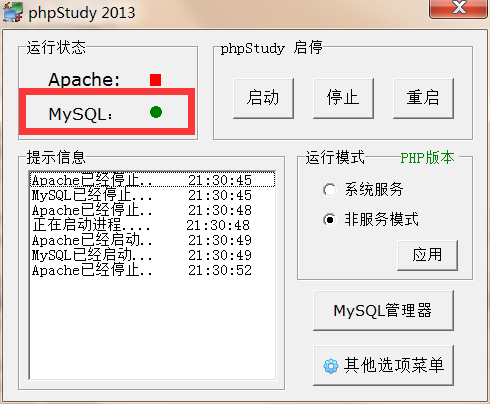 phpStudy 2013
运行状态
Apache:
MySQL:
phpStudy 启停
启动
停止
重启
提示信息
Apache已经停止.. 21:30:45
MySQL已经停止... 21:30:45
Apache已经停止.. 21:30:48
正在启动进程.... 21:30:48
Apache已经启动.. 21:30:49
MySQL已经启动... 21:30:49
Apache已经停止.. 21:30:52
运行模式
PHP版本
系统服务
非服务模式
应用
MySQL管理器
其他选项菜单